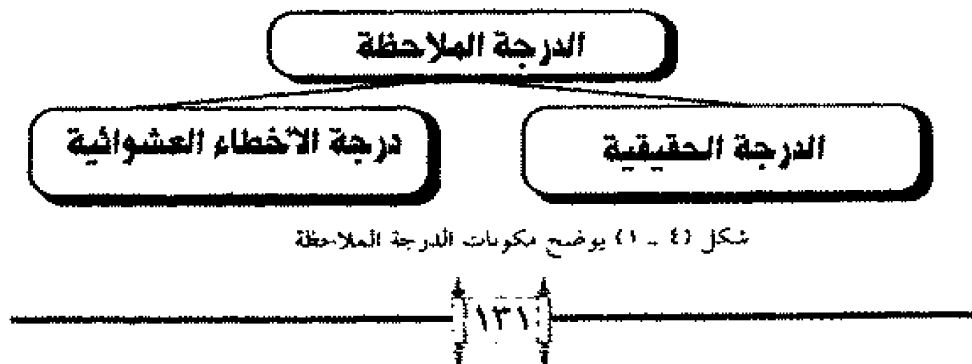 الدرجة الملاحظة
الدرجة الحقيقية
درجة الأخطاء العشوائية
شكل (٤ - ١) يوضح مكونات الدرجة الملاحظة
١٣١